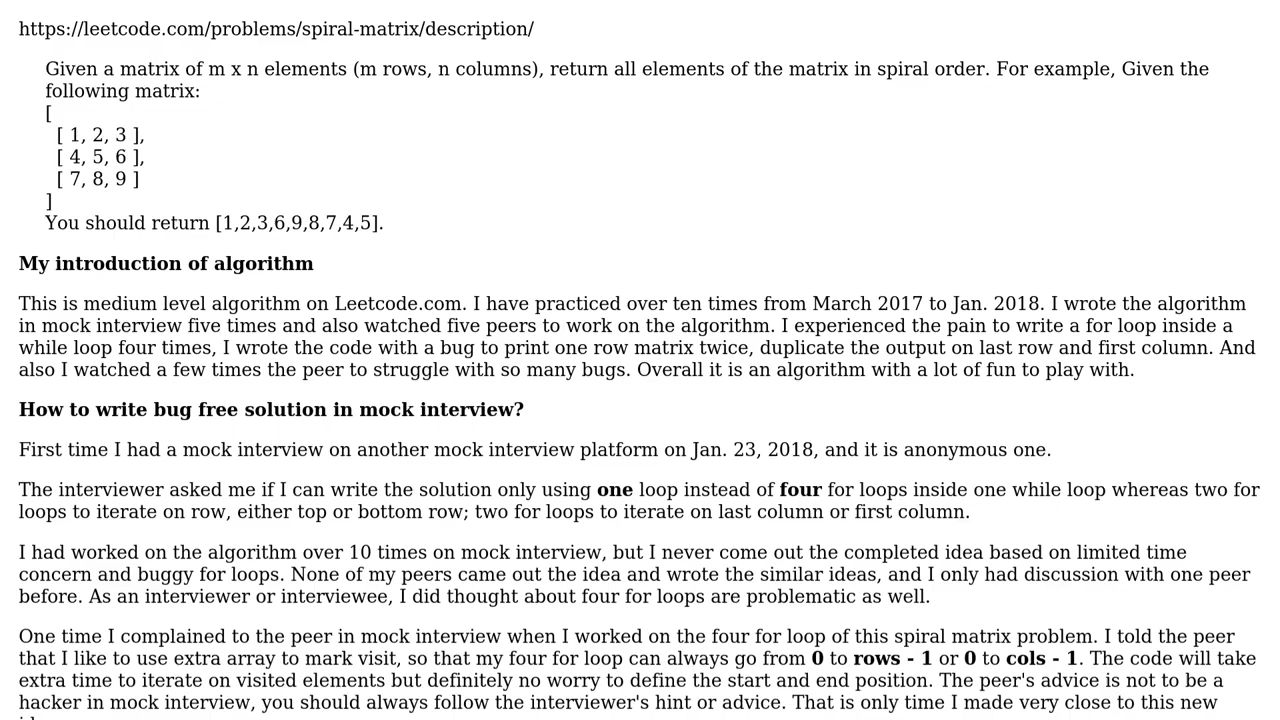 https://leetcode.com/problems/spiral-matrix/description/
Given a matrix of m x n elements (m rows, n columns), return all elements of the matrix in spiral order. For example, Given the
following matrix:
[
[ 1, 2, 3 ],
[ 4, 5, 6 ],
[ 7, 8, 9 ]
]
You should return [1,2,3,6,9,8,7,4,5].
My introduction of algorithm
This is medium level algorithm on Leetcode.com. I have practiced over ten times from March 2017 to Jan. 2018. I wrote the algorithm
in mock interview five times and also watched five peers to work on the algorithm. I experienced the pain to write a for loop inside a
while loop four times, I wrote the code with a bug to print one row matrix twice, duplicate the output on last row and first column. And
also I watched a few times the peer to struggle with so many bugs. Overall it is an algorithm with a lot of fun to play with.
How to write bug free solution in mock interview?
First time I had a mock interview on another mock interview platform on Jan. 23, 2018, and it is anonymous one.
The interviewer asked me if I can write the solution only using one loop instead of four for loops inside one while loop whereas two for
loops to iterate on row, either top or bottom row; two for loops to iterate on last column or first column.
I had worked on the algorithm over 10 times on mock interview, but I never come out the completed idea based on limited time
concern and buggy for loops. None of my peers came out the idea and wrote the similar ideas, and I only had discussion with one peer
before. As an interviewer or interviewee, I did thought about four for loops are problematic as well.
One time I complained to the peer in mock interview when I worked on the four for loop of this spiral matrix problem. I told the peer
that I like to use extra array to mark visit, so that my four for loop can always go from 0 to rows - 1 or 0 to cols - 1. The code will take
extra time to iterate on visited elements but definitely no worry to define the start and end position. The peer's advice is not to be a
hacker in mock interview, you should always follow the interviewer's hint or advice. That is only time I made very close to this new